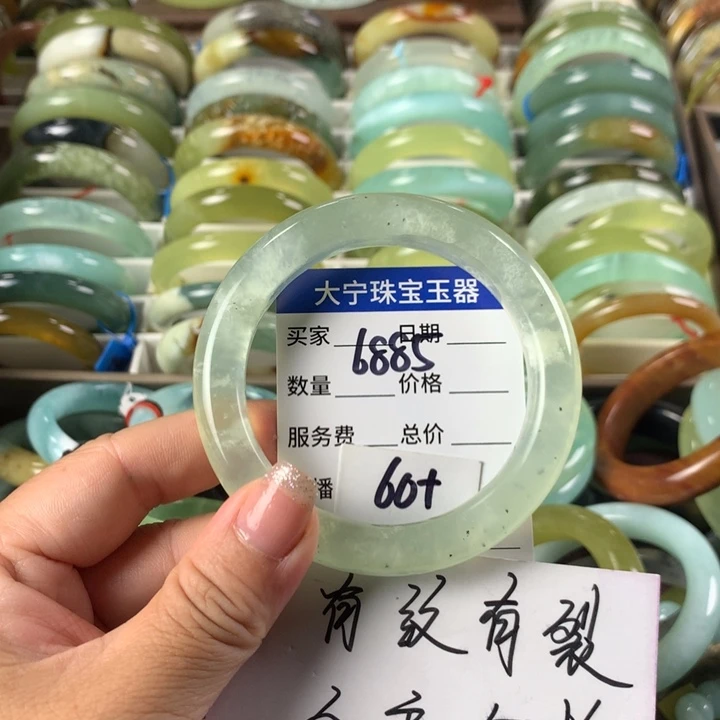 大宁珠宝玉器
买家 日期
6885
数量 价格
服务费 总价
播
60+
有纹有裂